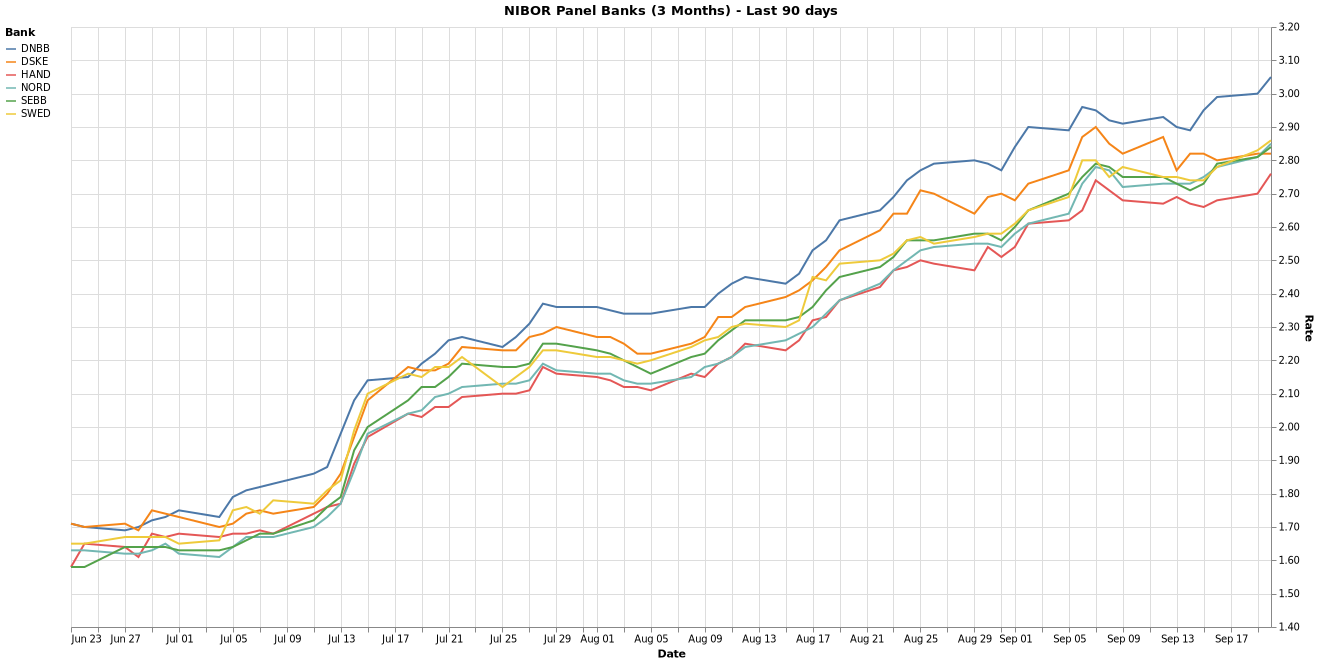 NIBOR Panel Banks (3 Months) - Last 90 days
Bank
DNBB
DSKE
HAND
NORD
SEBB
SWED
3.20
3.10
3.00
2.90
2.80
2.70
2.60
2.50
2.40
2.30
2.20
2.10
2.00
1.90
1.80
1.70
1.60
1.50
1.40
Rate
Jun 23 Jun 27 Jul 01 Jul 05 Jul 09 Jul 13 Jul 17 Jul 21 Jul 25 Jul 29 Aug 01 Aug 05 Aug 09 Aug 13 Aug 17 Aug 21 Aug 25 Aug 29 Sep 01 Sep 05 Sep 09 Sep 13 Sep 17
Date